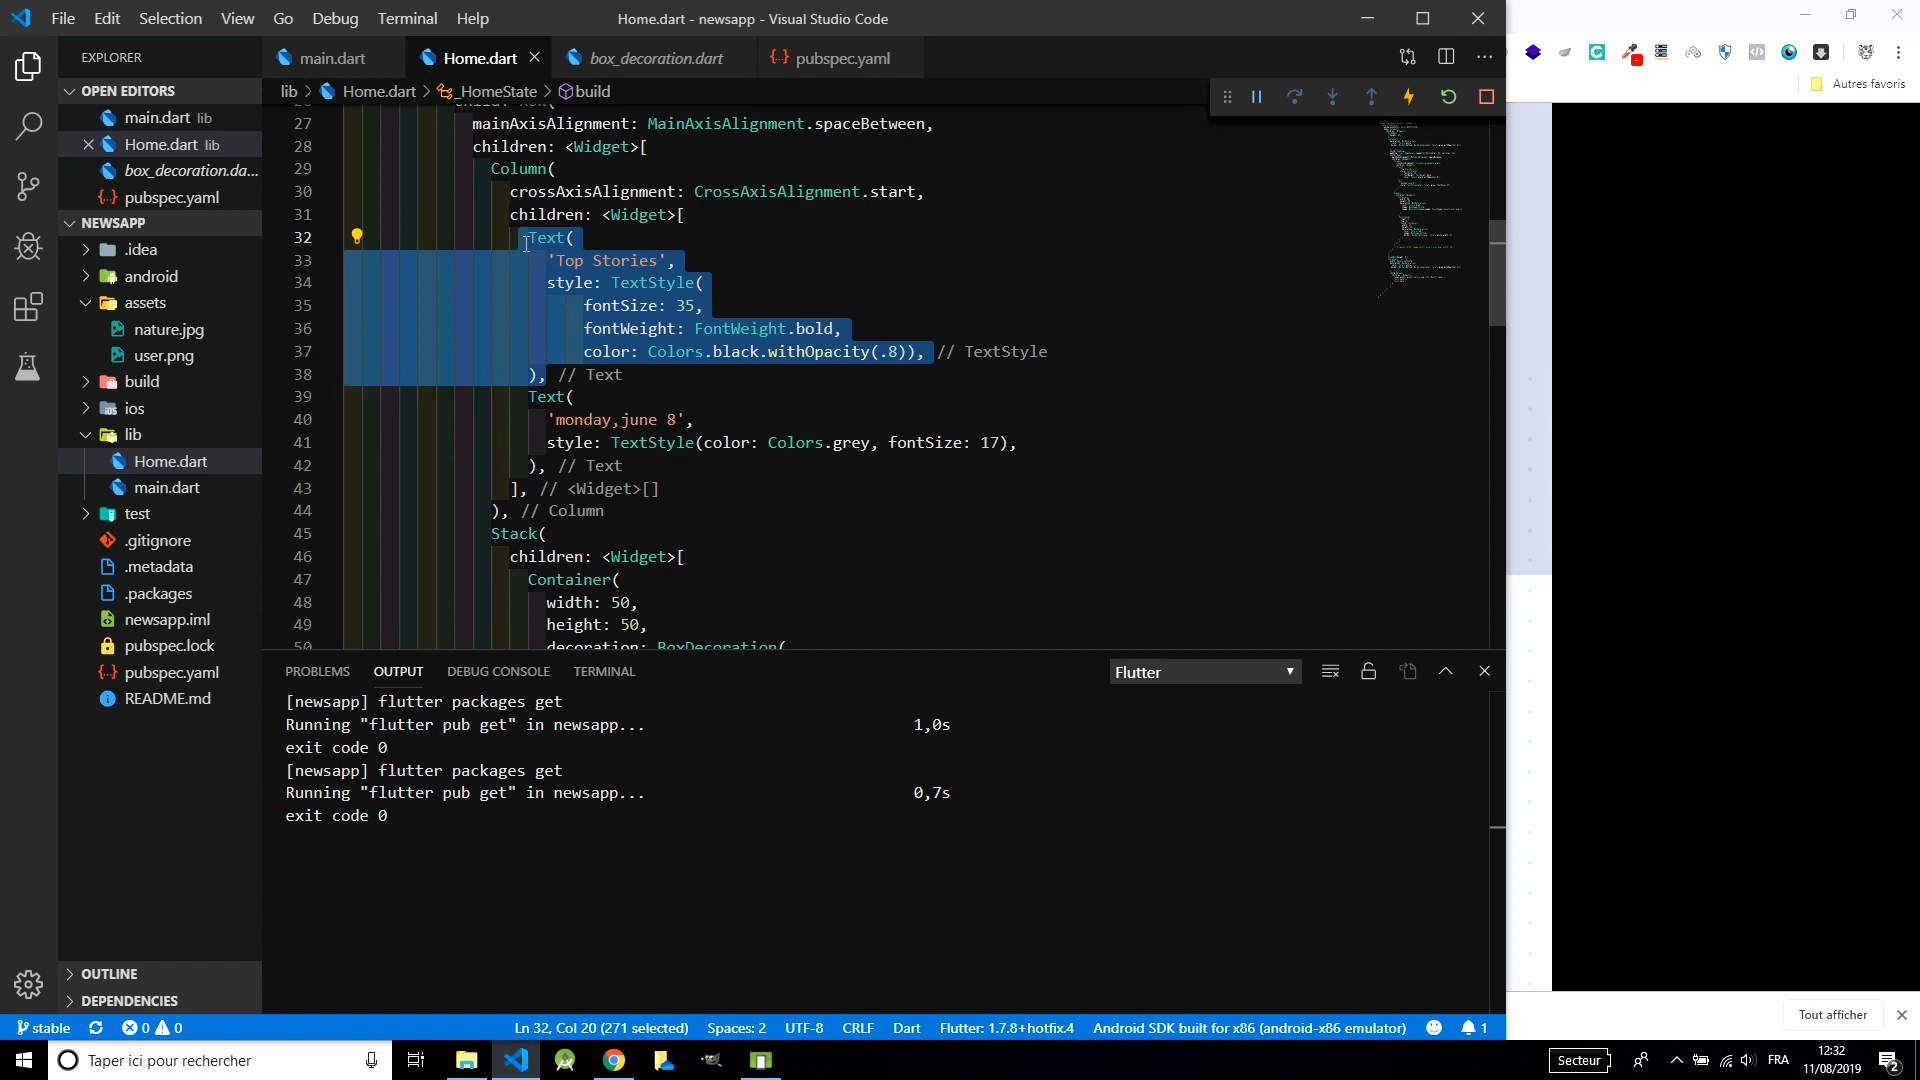 File Edit Selection View Go Debug Terminal Help
Home.dart - newsapp - Visual Studio Code
EXPLORER
main.dart
Home.dart
box_decoration.dart
pubspec.yaml
Autres favoris
OPEN EDITORS
main.dart lib
Home.dart lib
box_decoration.da...
pubspec.yaml
NEWSAPP
.idea
android
assets
nature.jpg
user.png
build
ios
lib
Home.dart
main.dart
test
.gitignore
.metadata
.packages
newsapp.iml
pubspec.lock
pubspec.yaml
README.md
OUTLINE
DEPENDENCIES
lib > Home.dart > _HomeState > build
27 mainAxisAlignment: MainAxisAlignment.spaceBetween,
28 children: <Widget>[
29 Column(
30 crossAxisAlignment: CrossAxisAlignment.start,
31 children: <Widget>[
32 Text(
33 'Top Stories',
34 style: TextStyle(
35 fontSize: 35,
36 fontWeight: FontWeight.bold,
37 color: Colors.black.withOpacity(.8)), // TextStyle
38 ), // Text
39 Text(
40 'monday,june 8',
41 style: TextStyle(color: Colors.grey, fontSize: 17),
42 ), // Text
43 ], // <Widget>[]
44 ), // Column
45 Stack(
46 children: <Widget>[
47 Container(
48 width: 50,
49 height: 50,
50 decoration: BoxDecoration(
PROBLEMS OUTPUT DEBUG CONSOLE TERMINAL
Flutter
[newsapp] flutter packages get
Running "flutter pub get" in newsapp... 1,0s
exit code 0
[newsapp] flutter packages get
Running "flutter pub get" in newsapp... 0,7s
exit code 0
Tout afficher
stable 0 0 Ln 32, Col 20 (271 selected) Spaces: 2 UTF-8 CRLF Dart Flutter: 1.7.8+hotfix.4 Android SDK built for x86 (android-x86 emulator) 1
Taper ici pour rechercher
Secteur
FRA
12:32
11/08/2019
2